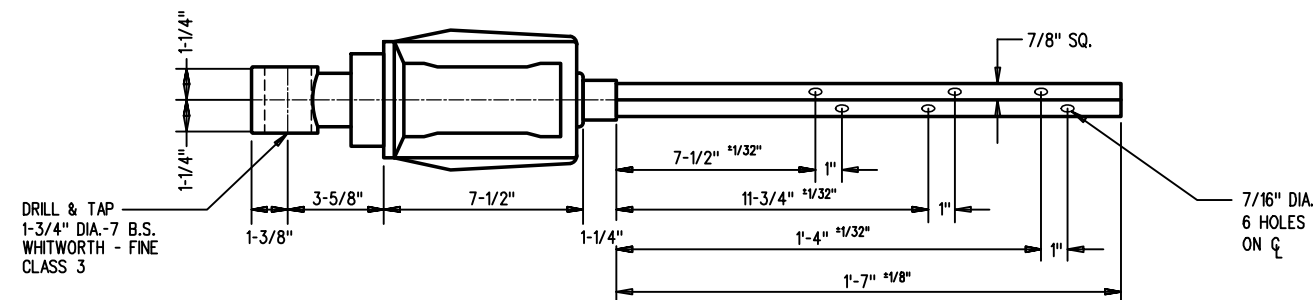 1-1/4"
1-1/4"
7/8" SQ.
7-1/2" ±1/32"
1"
3-5/8"
7-1/2"
11-3/4" ±1/32"
1"
DRILL & TAP
1-3/4" DIA.-7 B.S.
WHITWORTH - FINE
CLASS 3
1-3/8"
1-1/4"
1'-4" ±1/32"
1"
7/16" DIA.
6 HOLES
ON ℄
1'-7" ±1/8"